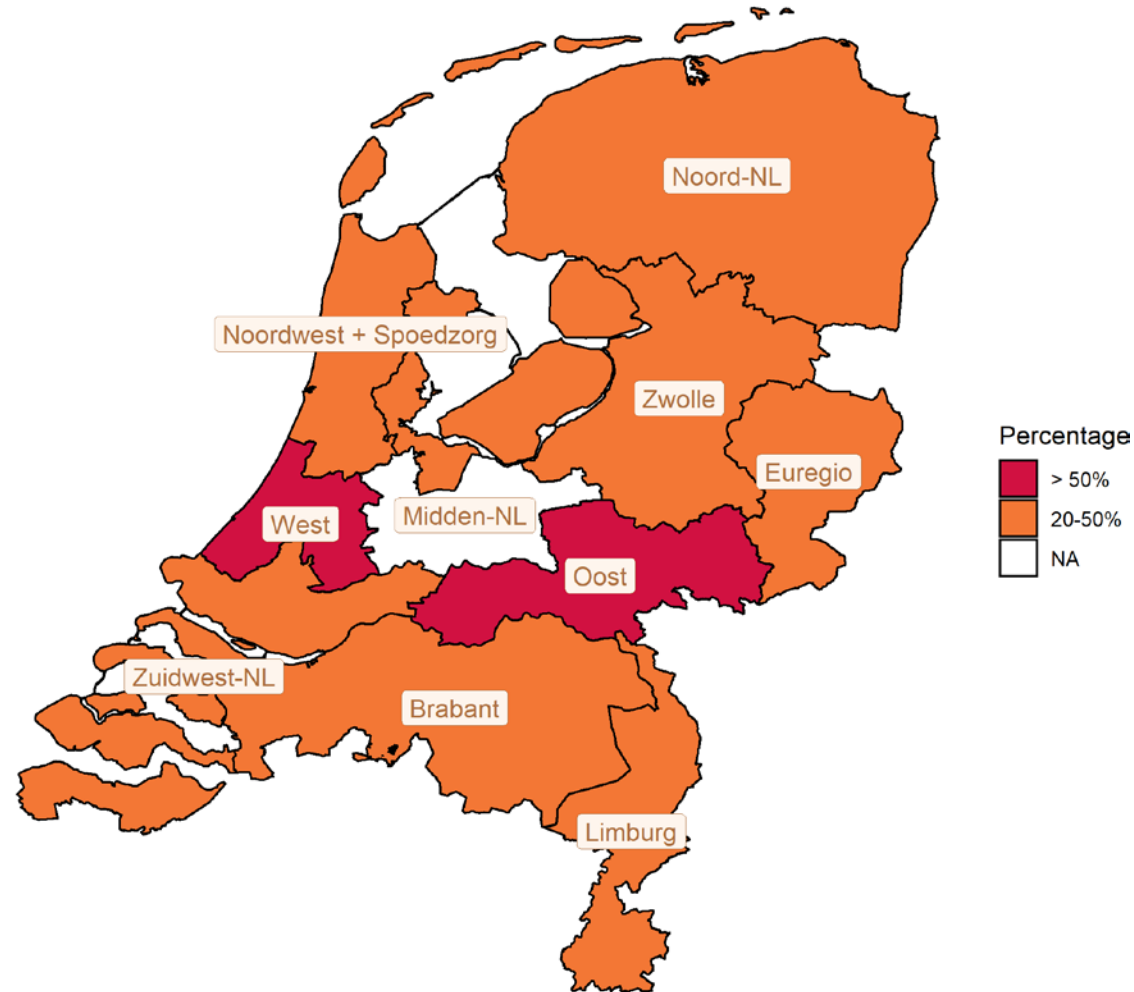 Noord-NL
Noordwest + Spoedzorg
Zwolle
Euregio
West
Midden-NL
Oost
Zuidwest-NL
Brabant
Limburg
Percentage
> 50%
20-50%
NA